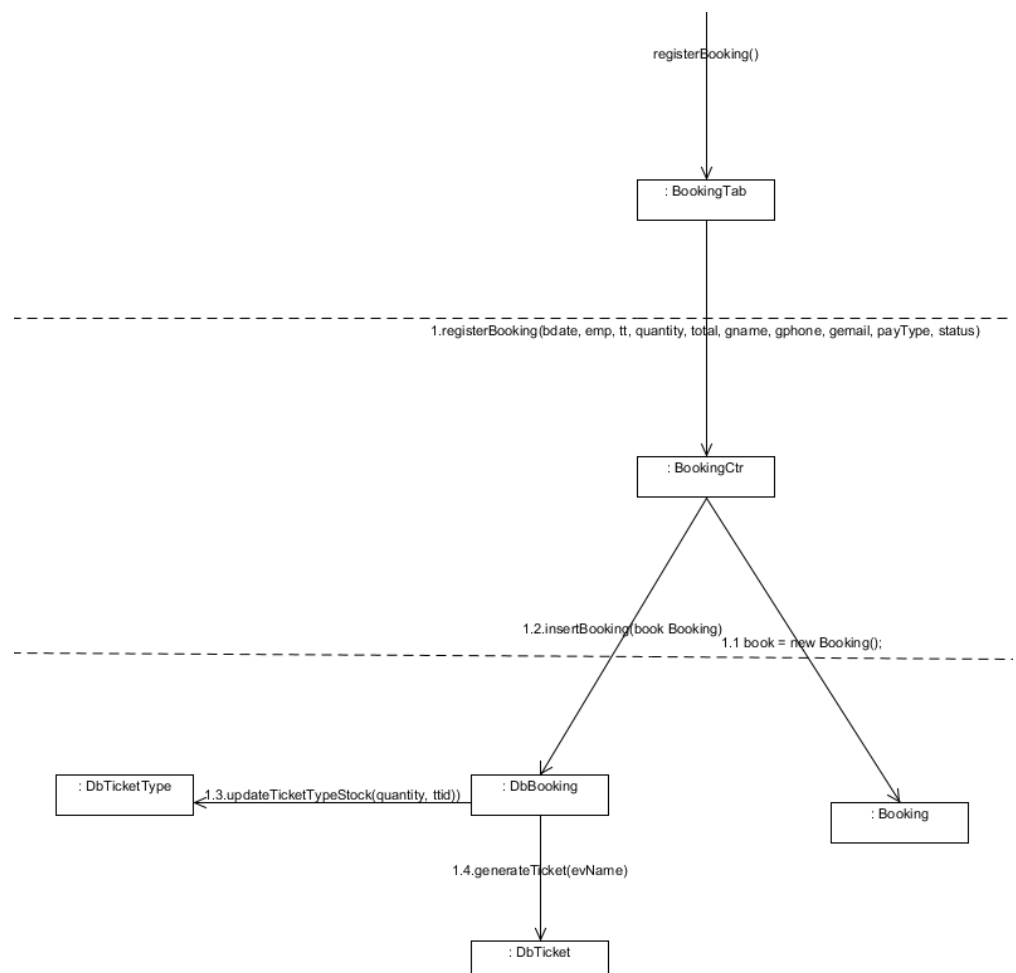 registerBooking()
: BookingTab
1.registerBooking(bdate, emp, tt, quantity, total, gname, gphone, gemail, payType, status)
: BookingCtr
1.2.insertBooking(book Booking)
1.1 book = new Booking();
: DbTicketType
1.3.updateTicketTypeStock(quantity, ttid))
: DbBooking
: Booking
1.4.generateTicket(evName)
: DbTicket